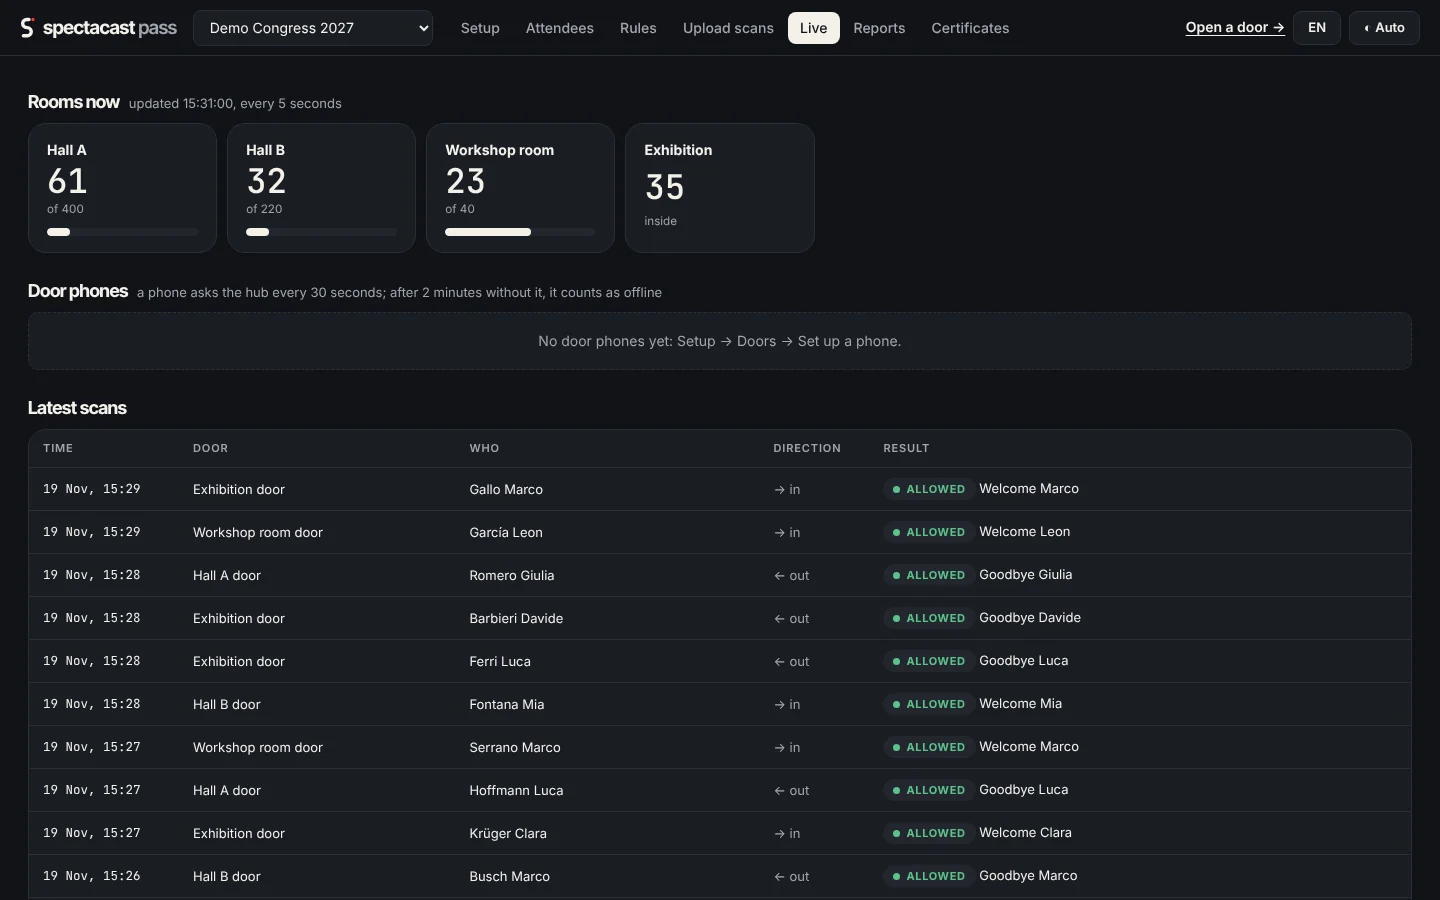 spectacast pass
Demo Congress 2027
Setup
Attendees
Rules
Upload scans
Live
Reports
Certificates
Open a door →
EN
Auto
Rooms now updated 15:31:00, every 5 seconds
Hall A
61
of 400
Hall B
32
of 220
Workshop room
23
of 40
Exhibition
35
inside
Door phones a phone asks the hub every 30 seconds; after 2 minutes without it, it counts as offline
No door phones yet: Setup → Doors → Set up a phone.
Latest scans
TIME DOOR WHO DIRECTION RESULT
19 Nov, 15:29 Exhibition door Gallo Marco → in ALLOWED Welcome Marco
19 Nov, 15:29 Workshop room door García Leon → in ALLOWED Welcome Leon
19 Nov, 15:28 Hall A door Romero Giulia ← out ALLOWED Goodbye Giulia
19 Nov, 15:28 Exhibition door Barbieri Davide ← out ALLOWED Goodbye Davide
19 Nov, 15:28 Exhibition door Ferri Luca ← out ALLOWED Goodbye Luca
19 Nov, 15:28 Hall B door Fontana Mia → in ALLOWED Welcome Mia
19 Nov, 15:27 Workshop room door Serrano Marco → in ALLOWED Welcome Marco
19 Nov, 15:27 Hall A door Hoffmann Luca ← out ALLOWED Goodbye Luca
19 Nov, 15:27 Exhibition door Krüger Clara → in ALLOWED Welcome Clara
19 Nov, 15:26 Hall B door Busch Marco ← out ALLOWED Goodbye Marco